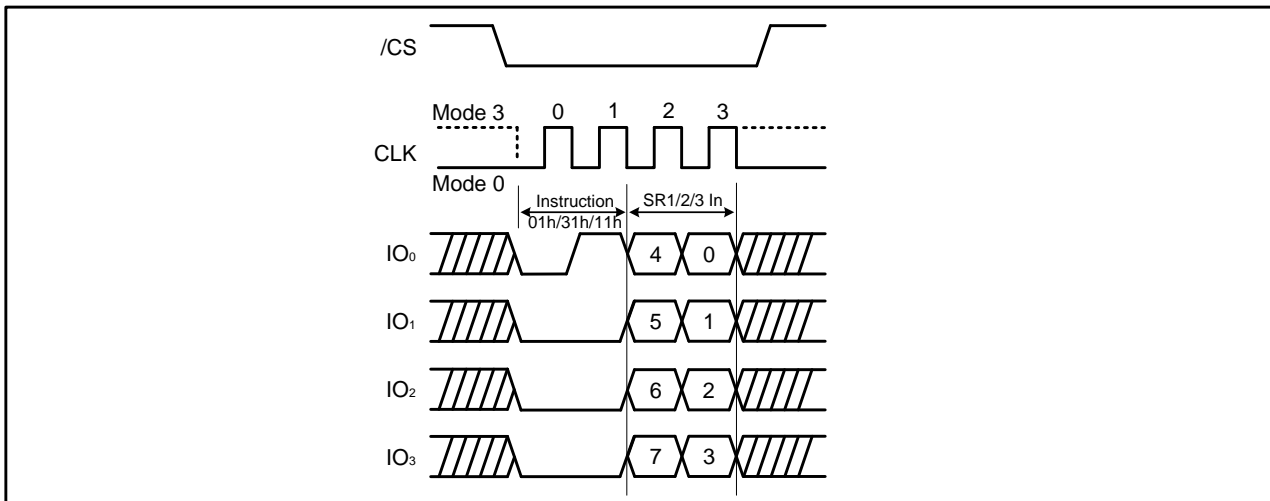 /CS
Mode 3 0 1 2 3
CLK
Mode 0
Instruction SR1/2/3 In
01h/31h/11h
IO₀ 4 0
IO₁ 5 1
IO₂ 6 2
IO₃ 7 3